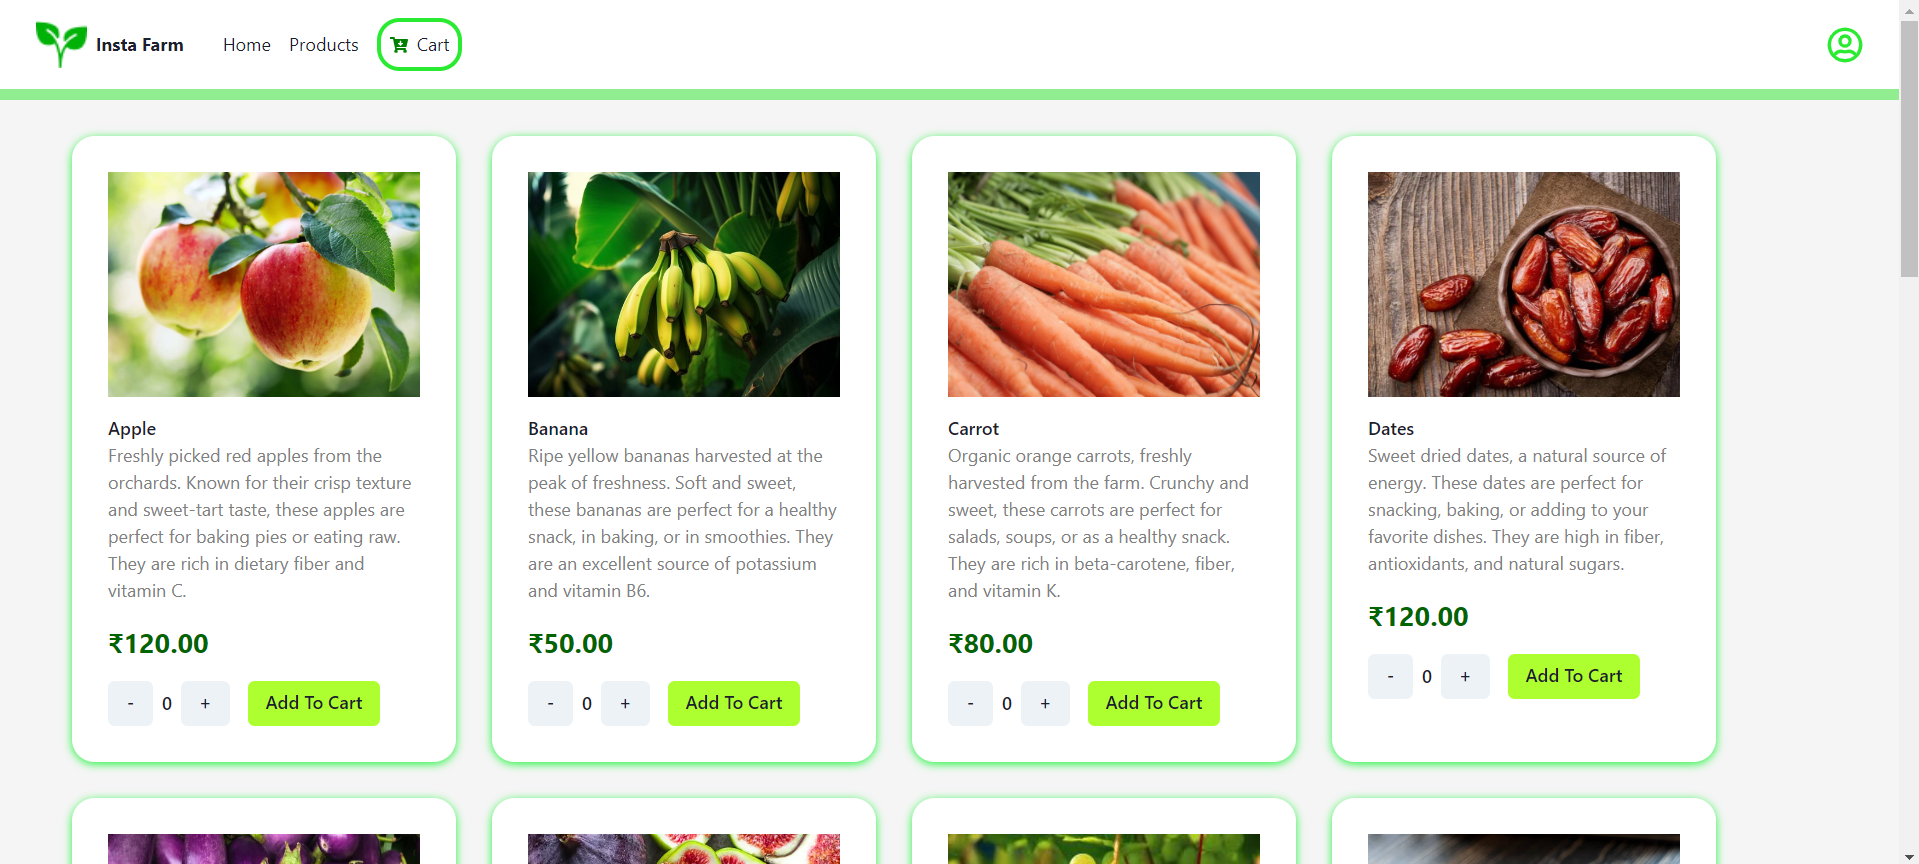 Insta Farm
Home
Products
Cart
Apple
Freshly picked red apples from the
orchards. Known for their crisp texture
and sweet-tart taste, these apples are
perfect for baking pies or eating raw.
They are rich in dietary fiber and
vitamin C.
₹120.00
- 0 + Add To Cart
Banana
Ripe yellow bananas harvested at the
peak of freshness. Soft and sweet,
these bananas are perfect for a healthy
snack, in baking, or in smoothies. They
are an excellent source of potassium
and vitamin B6.
₹50.00
- 0 + Add To Cart
Carrot
Organic orange carrots, freshly
harvested from the farm. Crunchy and
sweet, these carrots are perfect for
salads, soups, or as a healthy snack.
They are rich in beta-carotene, fiber,
and vitamin K.
₹80.00
- 0 + Add To Cart
Dates
Sweet dried dates, a natural source of
energy. These dates are perfect for
snacking, baking, or adding to your
favorite dishes. They are high in fiber,
antioxidants, and natural sugars.
₹120.00
- 0 + Add To Cart